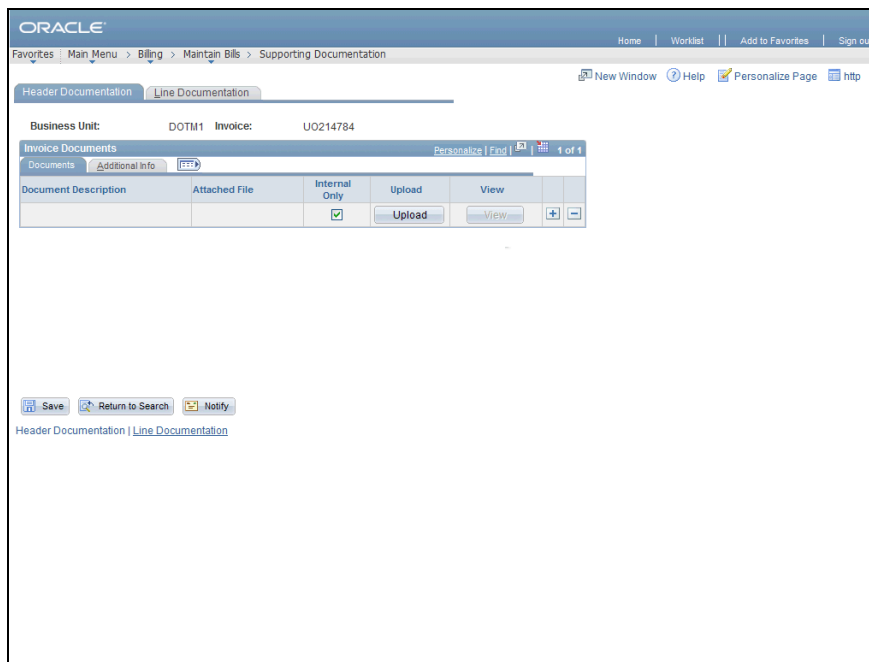 ORACLE
Home | Worklist || Add to Favorites | Sign ou
Favorites Main Menu > Billing > Maintain Bills > Supporting Documentation
New Window Help Personalize Page http
Header Documentation Line Documentation
Business Unit: DOTM1 Invoice: UO214784
Invoice Documents Personalize | Find | | 1 of 1
Documents Additional Info
Document Description Attached File Internal Only Upload View
Upload View
Save Return to Search Notify
Header Documentation | Line Documentation